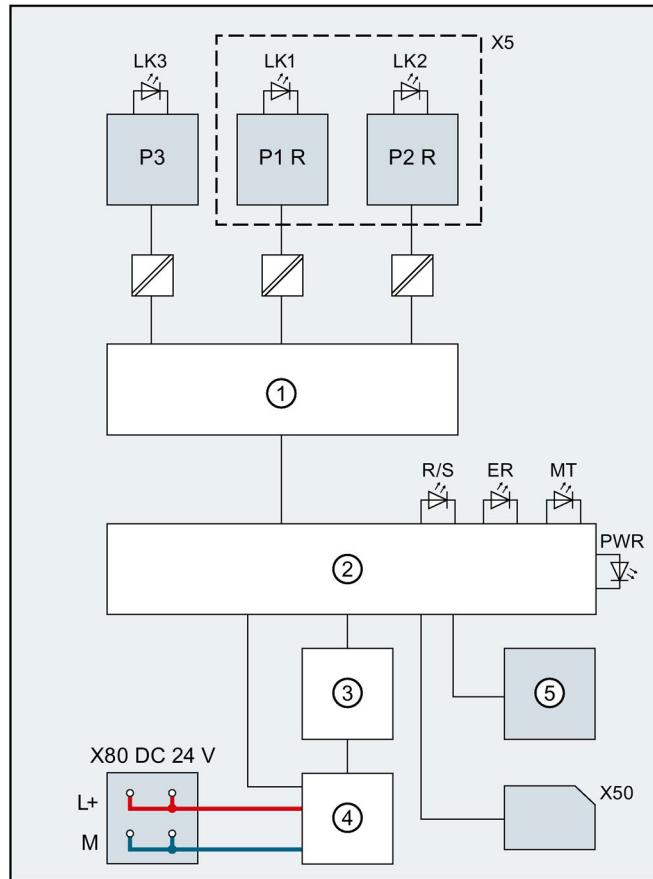 X5
LK3 LK1 LK2
P3 P1 R P2 R
1
R/S ER MT
PWR
2
3 5
X80 DC 24 V
X50
L+
4
M